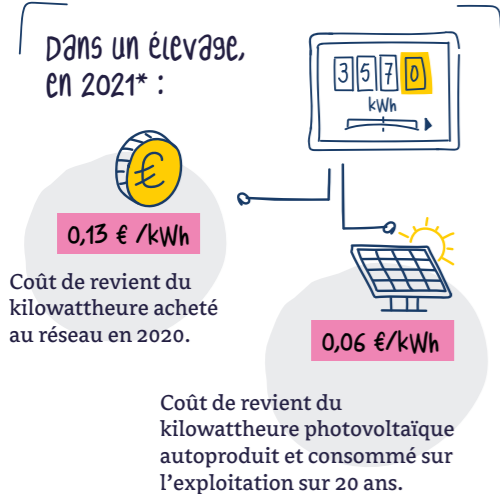 Dans un élevage,
en 2021* :
3570
kWh
€
0,13 € /kWh
Coût de revient du
kilowattheure acheté
au réseau en 2020.
0,06 €/kWh
Coût de revient du
kilowattheure photovoltaïque
autoproduit et consommé sur
l'exploitation sur 20 ans.